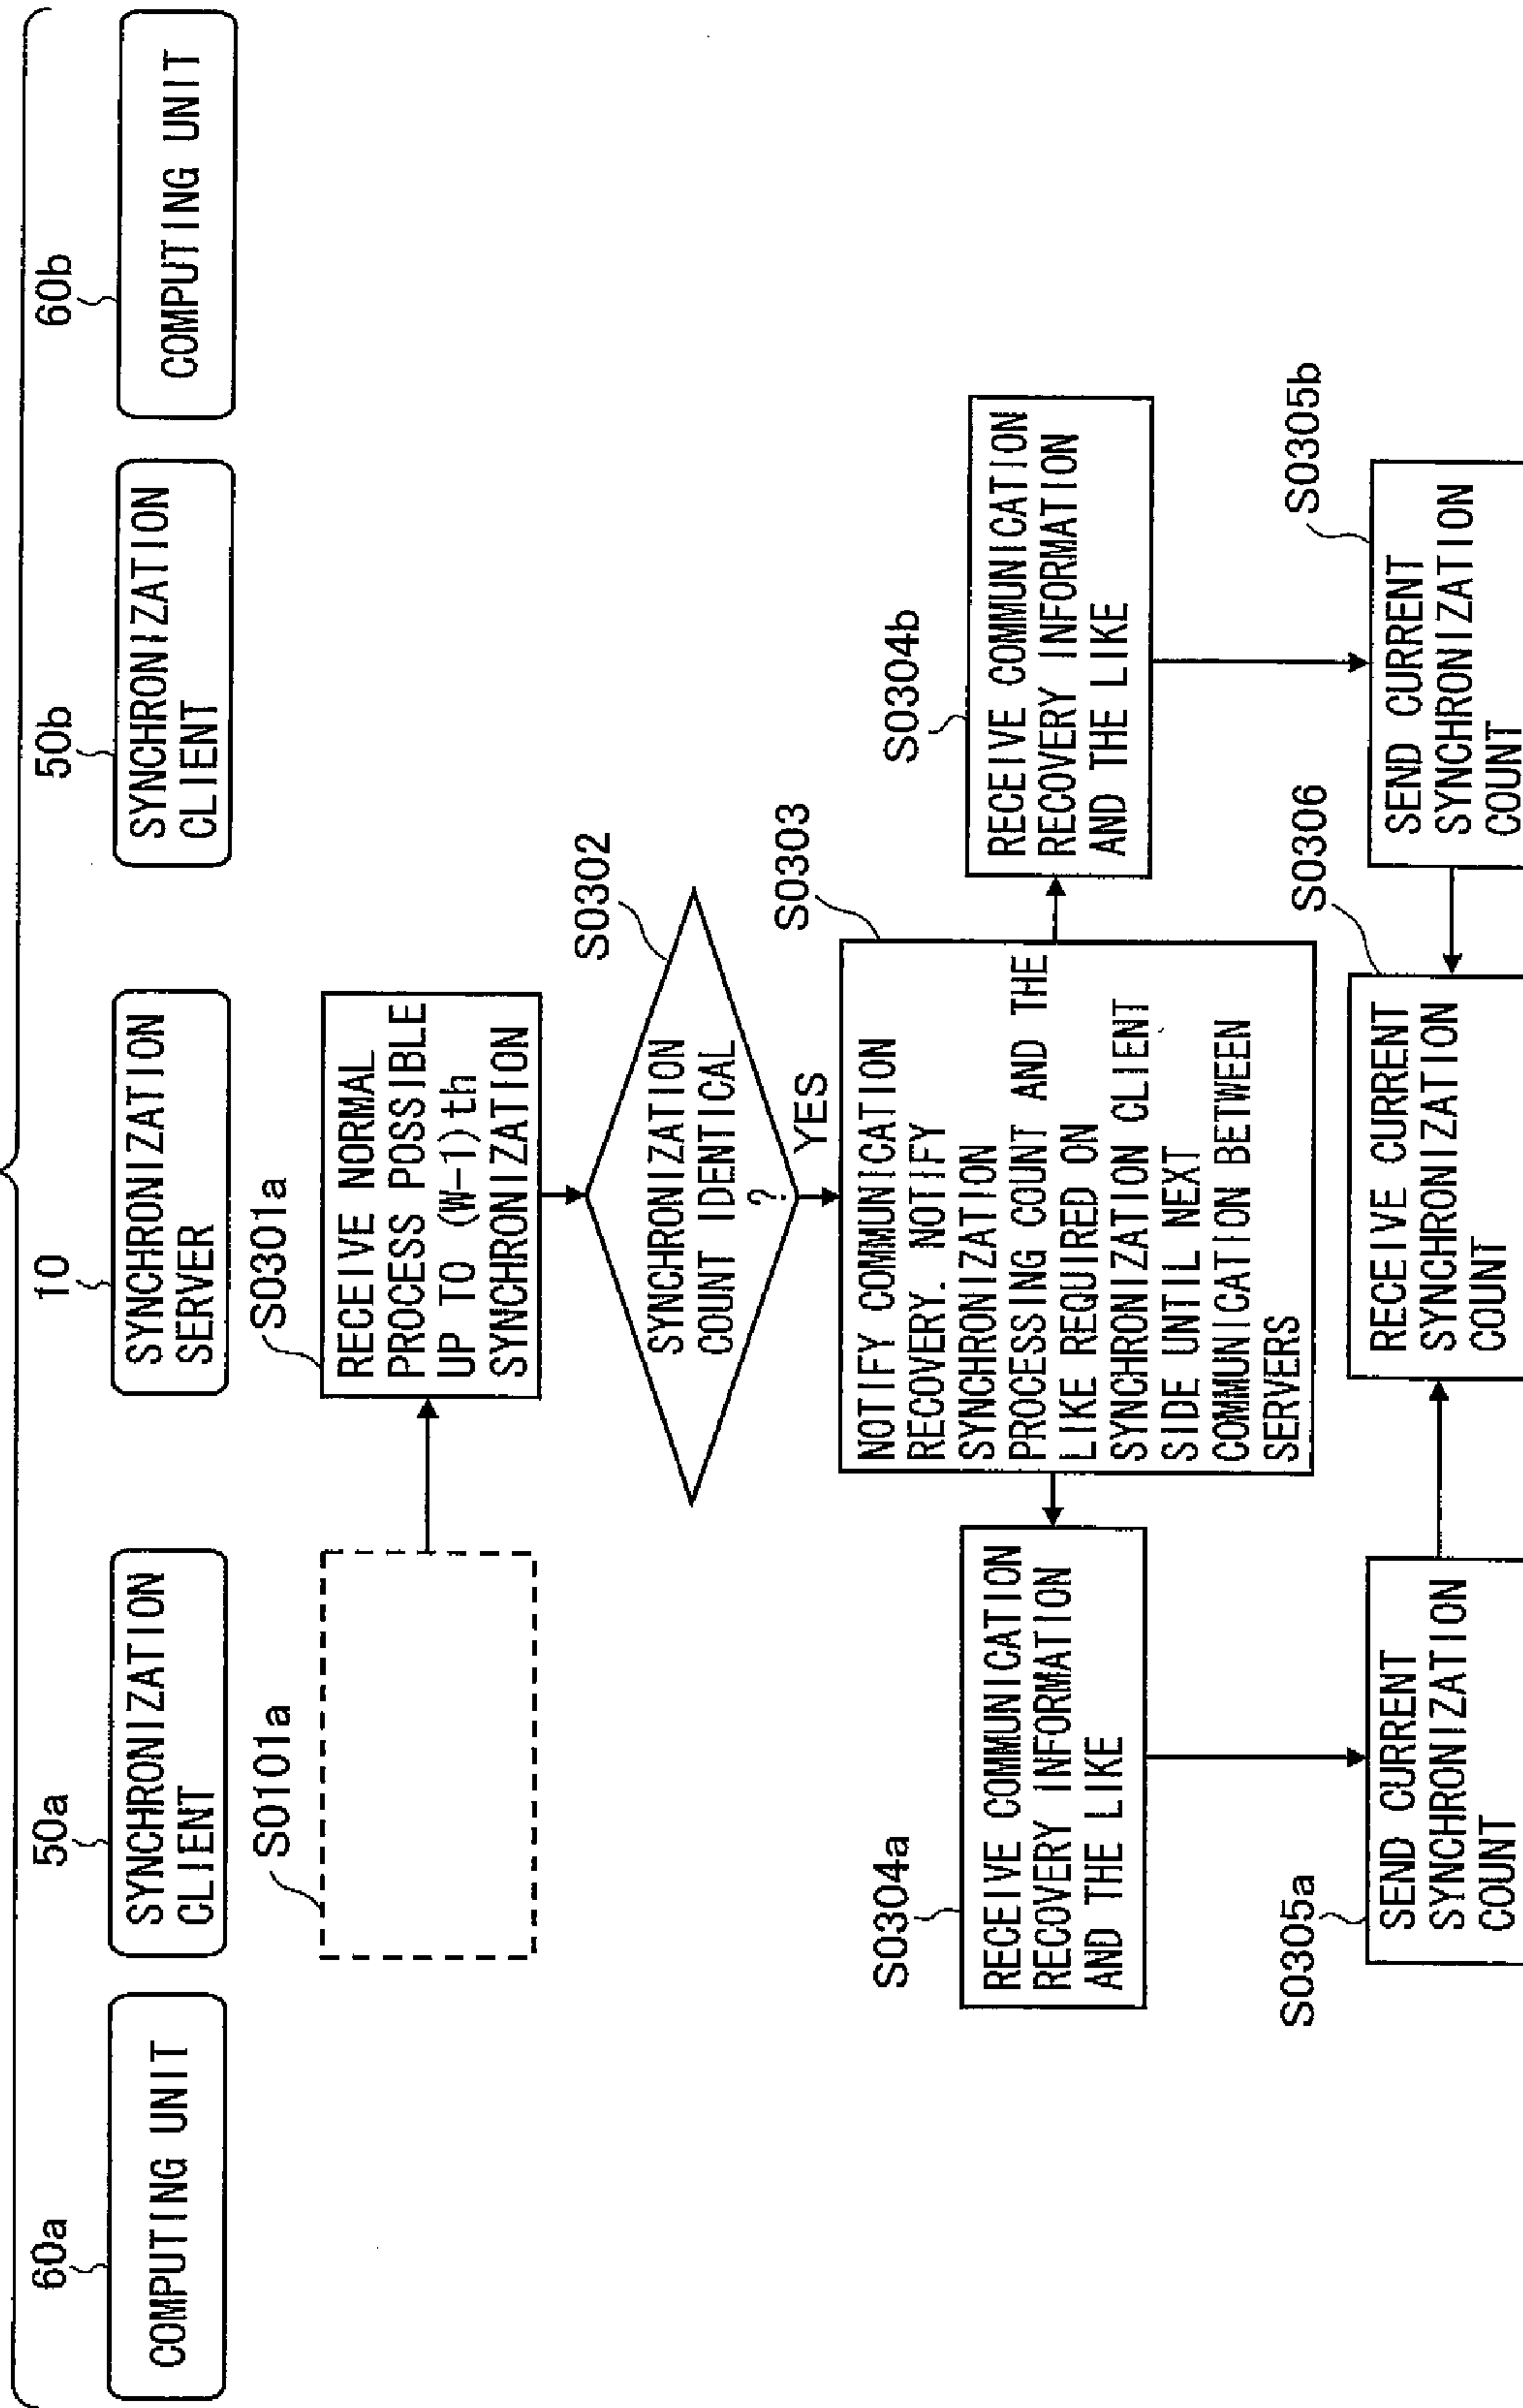 60a
COMPUTING UNIT
50a
SYNCHRONIZATION
CLIENT
10
SYNCHRONIZATION
SERVER
50b
SYNCHRONIZATION
CLIENT
60b
COMPUTING UNIT
S0101a
S0301a
RECEIVE NORMAL
PROCESS POSSIBLE
UP TO (W-1)th
SYNCHRONIZATION
S0302
SYNCHRONIZATION
COUNT IDENTICAL
?
YES
S0303
NOTIFY COMMUNICATION
RECOVERY. NOTIFY
SYNCHRONIZATION
PROCESSING COUNT AND THE
LIKE REQUIRED ON
SYNCHRONIZATION CLIENT
SIDE UNTIL NEXT
COMMUNICATION BETWEEN
SERVERS
S0304a
RECEIVE COMMUNICATION
RECOVERY INFORMATION
AND THE LIKE
S0304b
RECEIVE COMMUNICATION
RECOVERY INFORMATION
AND THE LIKE
S0305a
SEND CURRENT
SYNCHRONIZATION
COUNT
S0306
RECEIVE CURRENT
SYNCHRONIZATION
COUNT
S0305b
SEND CURRENT
SYNCHRONIZATION
COUNT